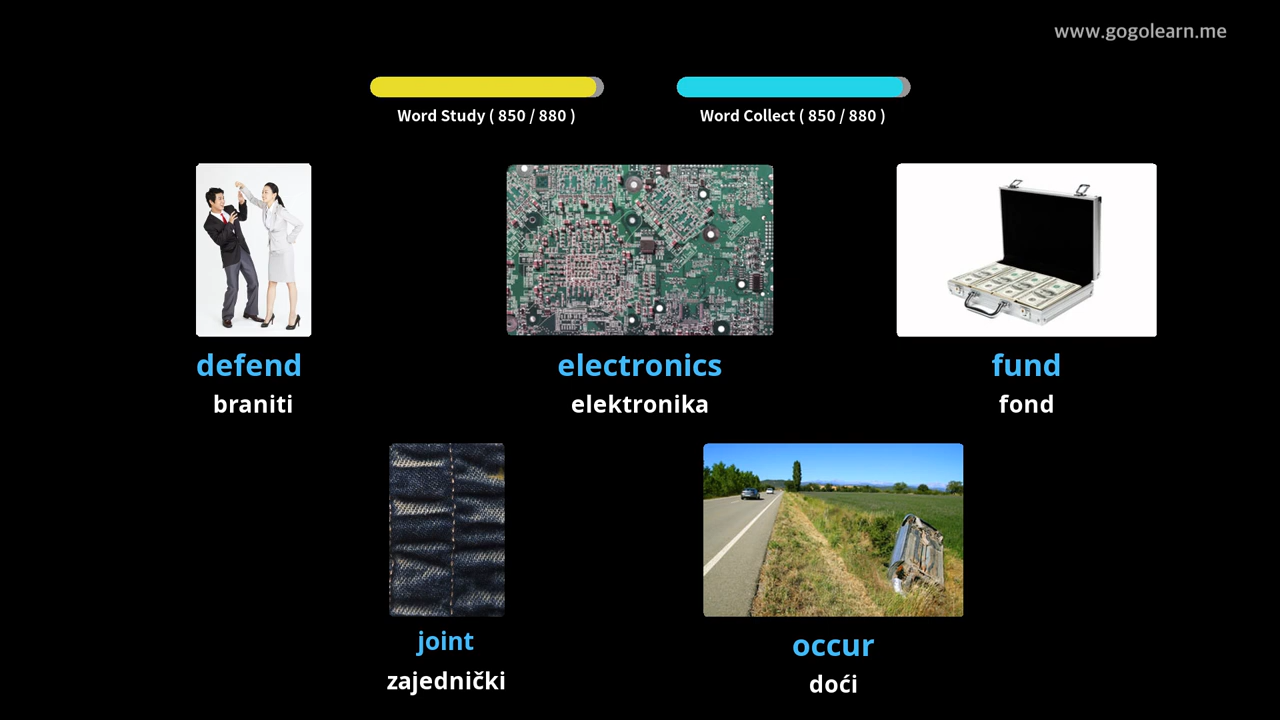 www.gogolearn.me
Word Study ( 850 / 880 )
Word Collect ( 850 / 880 )
defend
braniti
electronics
elektronika
fund
fond
joint
zajednički
occur
doći